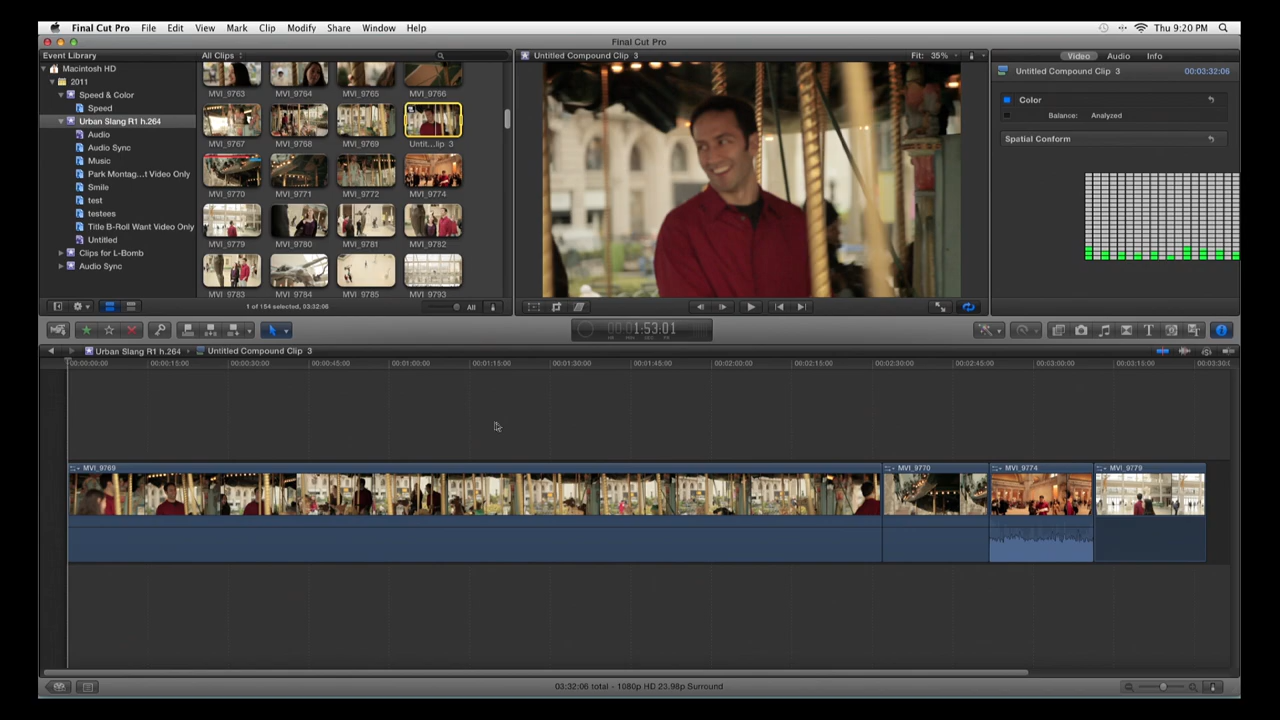 Final Cut Pro File Edit View Mark Clip Modify Share Window Help Thu 9:20 PM
Final Cut Pro
Event Library
All Clips
Untitled Compound Clip 3
Fit: 35%
Video Audio Info
Macintosh HD
2011
Speed & Color
Speed
Urban Slang R1 h.264
Audio
Audio Sync
Music
Park Montag...t Video Only
Smile
test
testees
Title B-Roll Want Video Only
Untitled
Clips for L-Bomb
Audio Sync
MVI_9763 MVI_9764 MVI_9765 MVI_9766
MVI_9767 MVI_9768 MVI_9769 Untit...lip 3
MVI_9770 MVI_9771 MVI_9772 MVI_9774
MVI_9779 MVI_9780 MVI_9781 MVI_9782
MVI_9783 MVI_9784 MVI_9785 MVI_9793
1 of 154 selected, 03:32:06
All
Untitled Compound Clip 3 00:03:32:06
Color
Balance: Analyzed
Spatial Conform
1:53:01
HR MIN SEC FR
Urban Slang R1 h.264 Untitled Compound Clip 3
00:00:00:00 00:00:15:00 00:00:30:00 00:00:45:00 00:01:00:00 00:01:15:00 00:01:30:00 00:01:45:00 00:02:00:00 00:02:15:00 00:02:30:00 00:02:45:00 00:03:00:00 00:03:15:00 00:03:30:0
MVI_9769 MVI_9770 MVI_9774 MVI_9779
03:32:06 total - 1080p HD 23.98p Surround